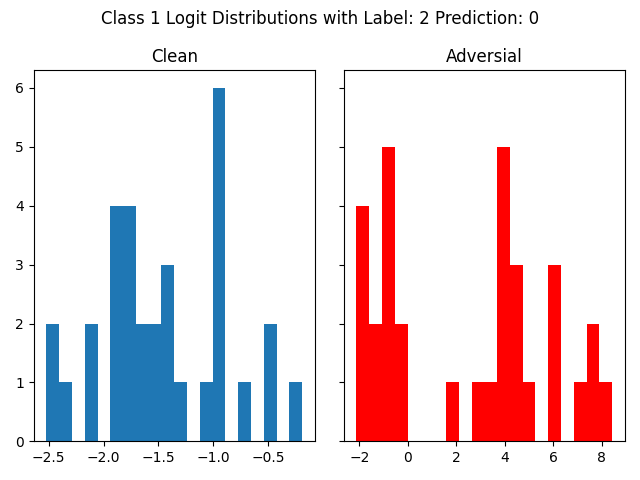 Class 1 Logit Distributions with Label: 2 Prediction: 0
Clean
Adversial
6
5
4
3
2
1
0
−2.5 −2.0 −1.5 −1.0 −0.5
−2 0 2 4 6 8